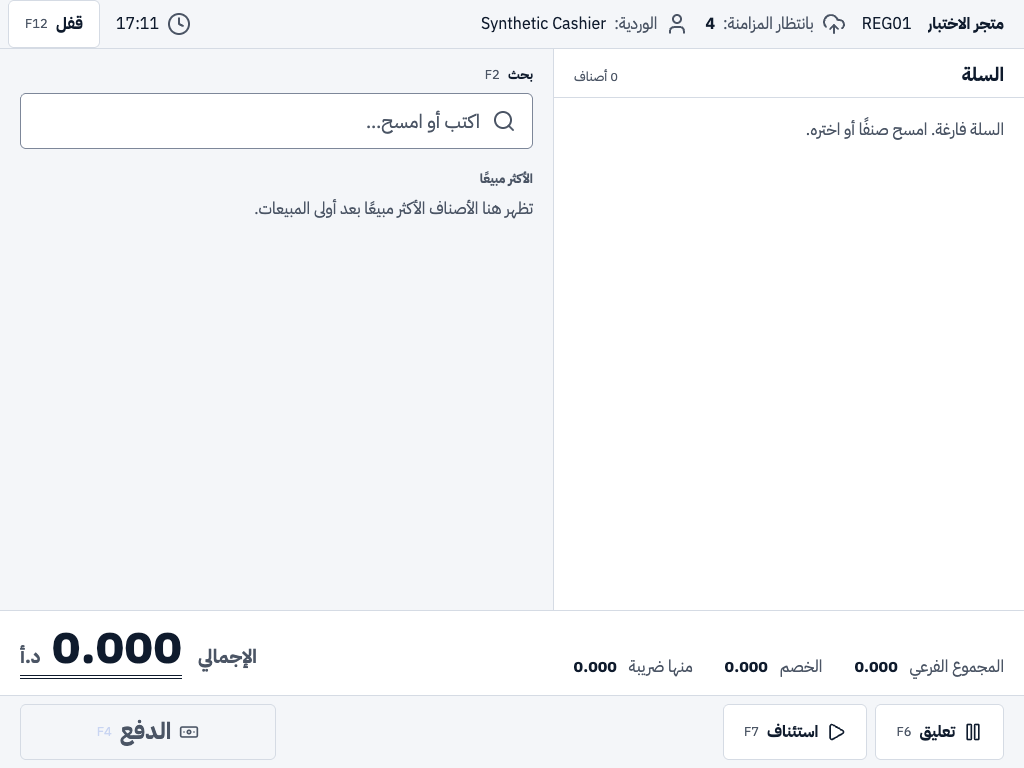 متجر الاختبار REG01 بانتظار المزامنة: 4 الوردية: Synthetic Cashier 17:11 قفل F12
السلة 0 أصناف
السلة فارغة. امسح صنفًا أو اختره.
بحث F2
اكتب أو امسح...
الأكثر مبيعًا
تظهر هنا الأصناف الأكثر مبيعًا بعد أولى المبيعات.
المجموع الفرعي 0.000 الخصم 0.000 منها ضريبة 0.000 الإجمالي 0.000 د.أ
تعليق F6 استئناف F7 الدفع F4